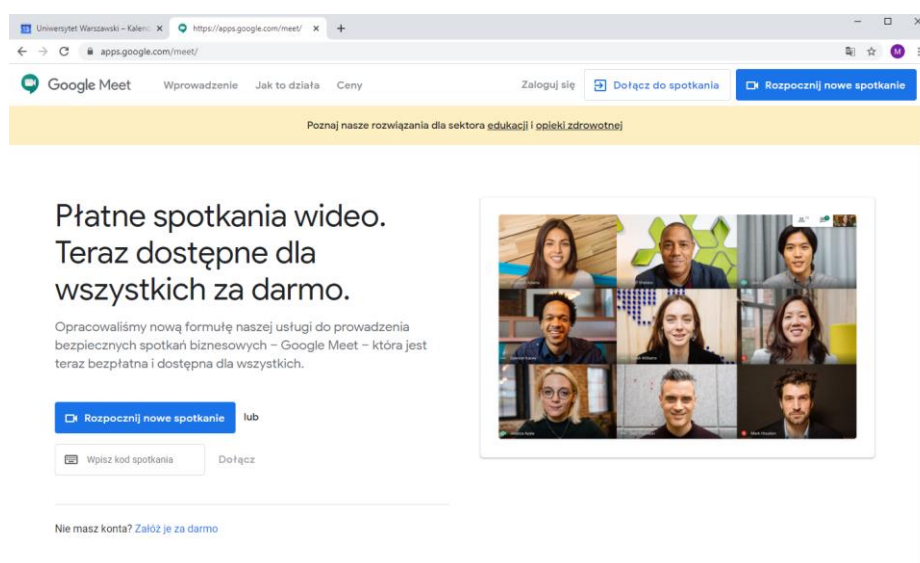 Uniwersytet Warszawski – Kalend
https://apps.google.com/meet/
apps.google.com/meet/
M
Google Meet
Wprowadzenie
Jak to działa
Ceny
Zaloguj się
Dołącz do spotkania
Rozpocznij nowe spotkanie
Poznaj nasze rozwiązania dla sektora edukacji i opieki zdrowotnej
Płatne spotkania wideo.
Teraz dostępne dla
wszystkich za darmo.
Opracowaliśmy nową formułę naszej usługi do prowadzenia
bezpiecznych spotkań biznesowych – Google Meet – która jest
teraz bezpłatna i dostępna dla wszystkich.
Rozpocznij nowe spotkanie
lub
Wpisz kod spotkania
Dołącz
Nie masz konta? Załóż je za darmo